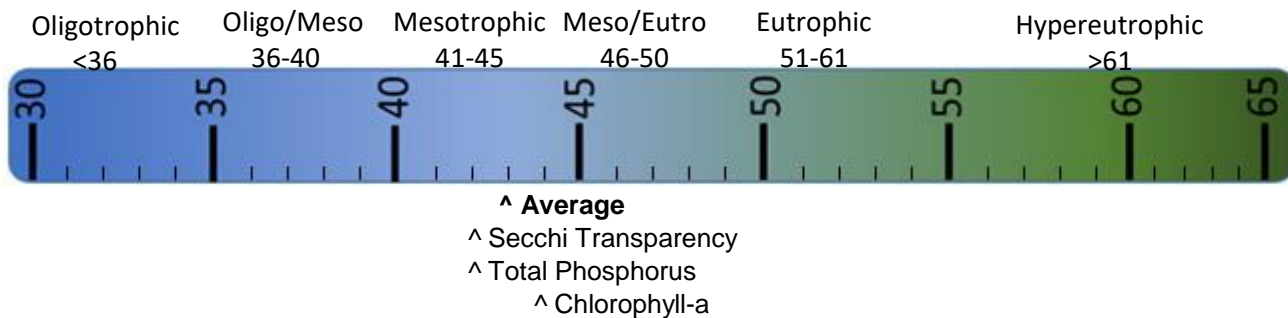 Oligotrophic Oligo/Meso Mesotrophic Meso/Eutro Eutrophic Hypereutrophic
<36 36-40 41-45 46-50 51-61 >61
30 35 40 45 50 55 60 65
^ Average
^ Secchi Transparency
^ Total Phosphorus
^ Chlorophyll-a